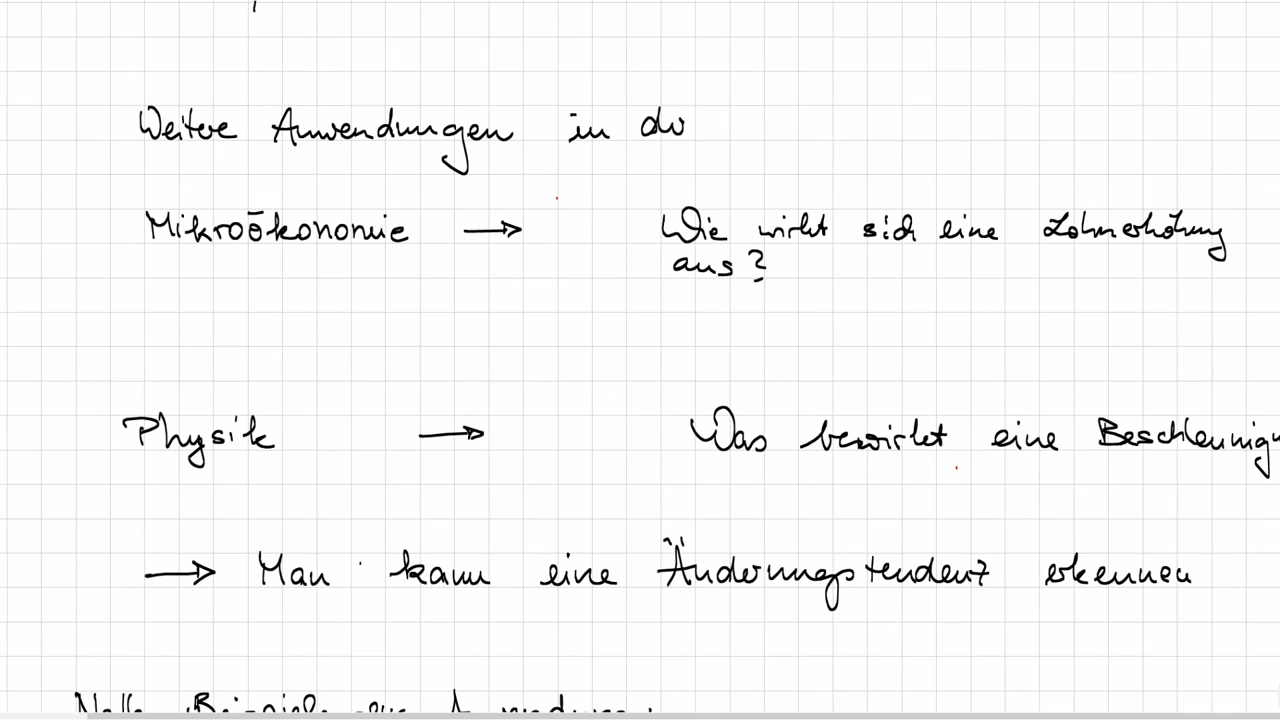 Weitere Anwendungen in der
Mikroökonomie → Wie wirkt sich eine Lohnerhöhung
aus?
Physik → Was bewirkt eine Beschleunigu
→ Man kann eine Änderungstendenz erkennen